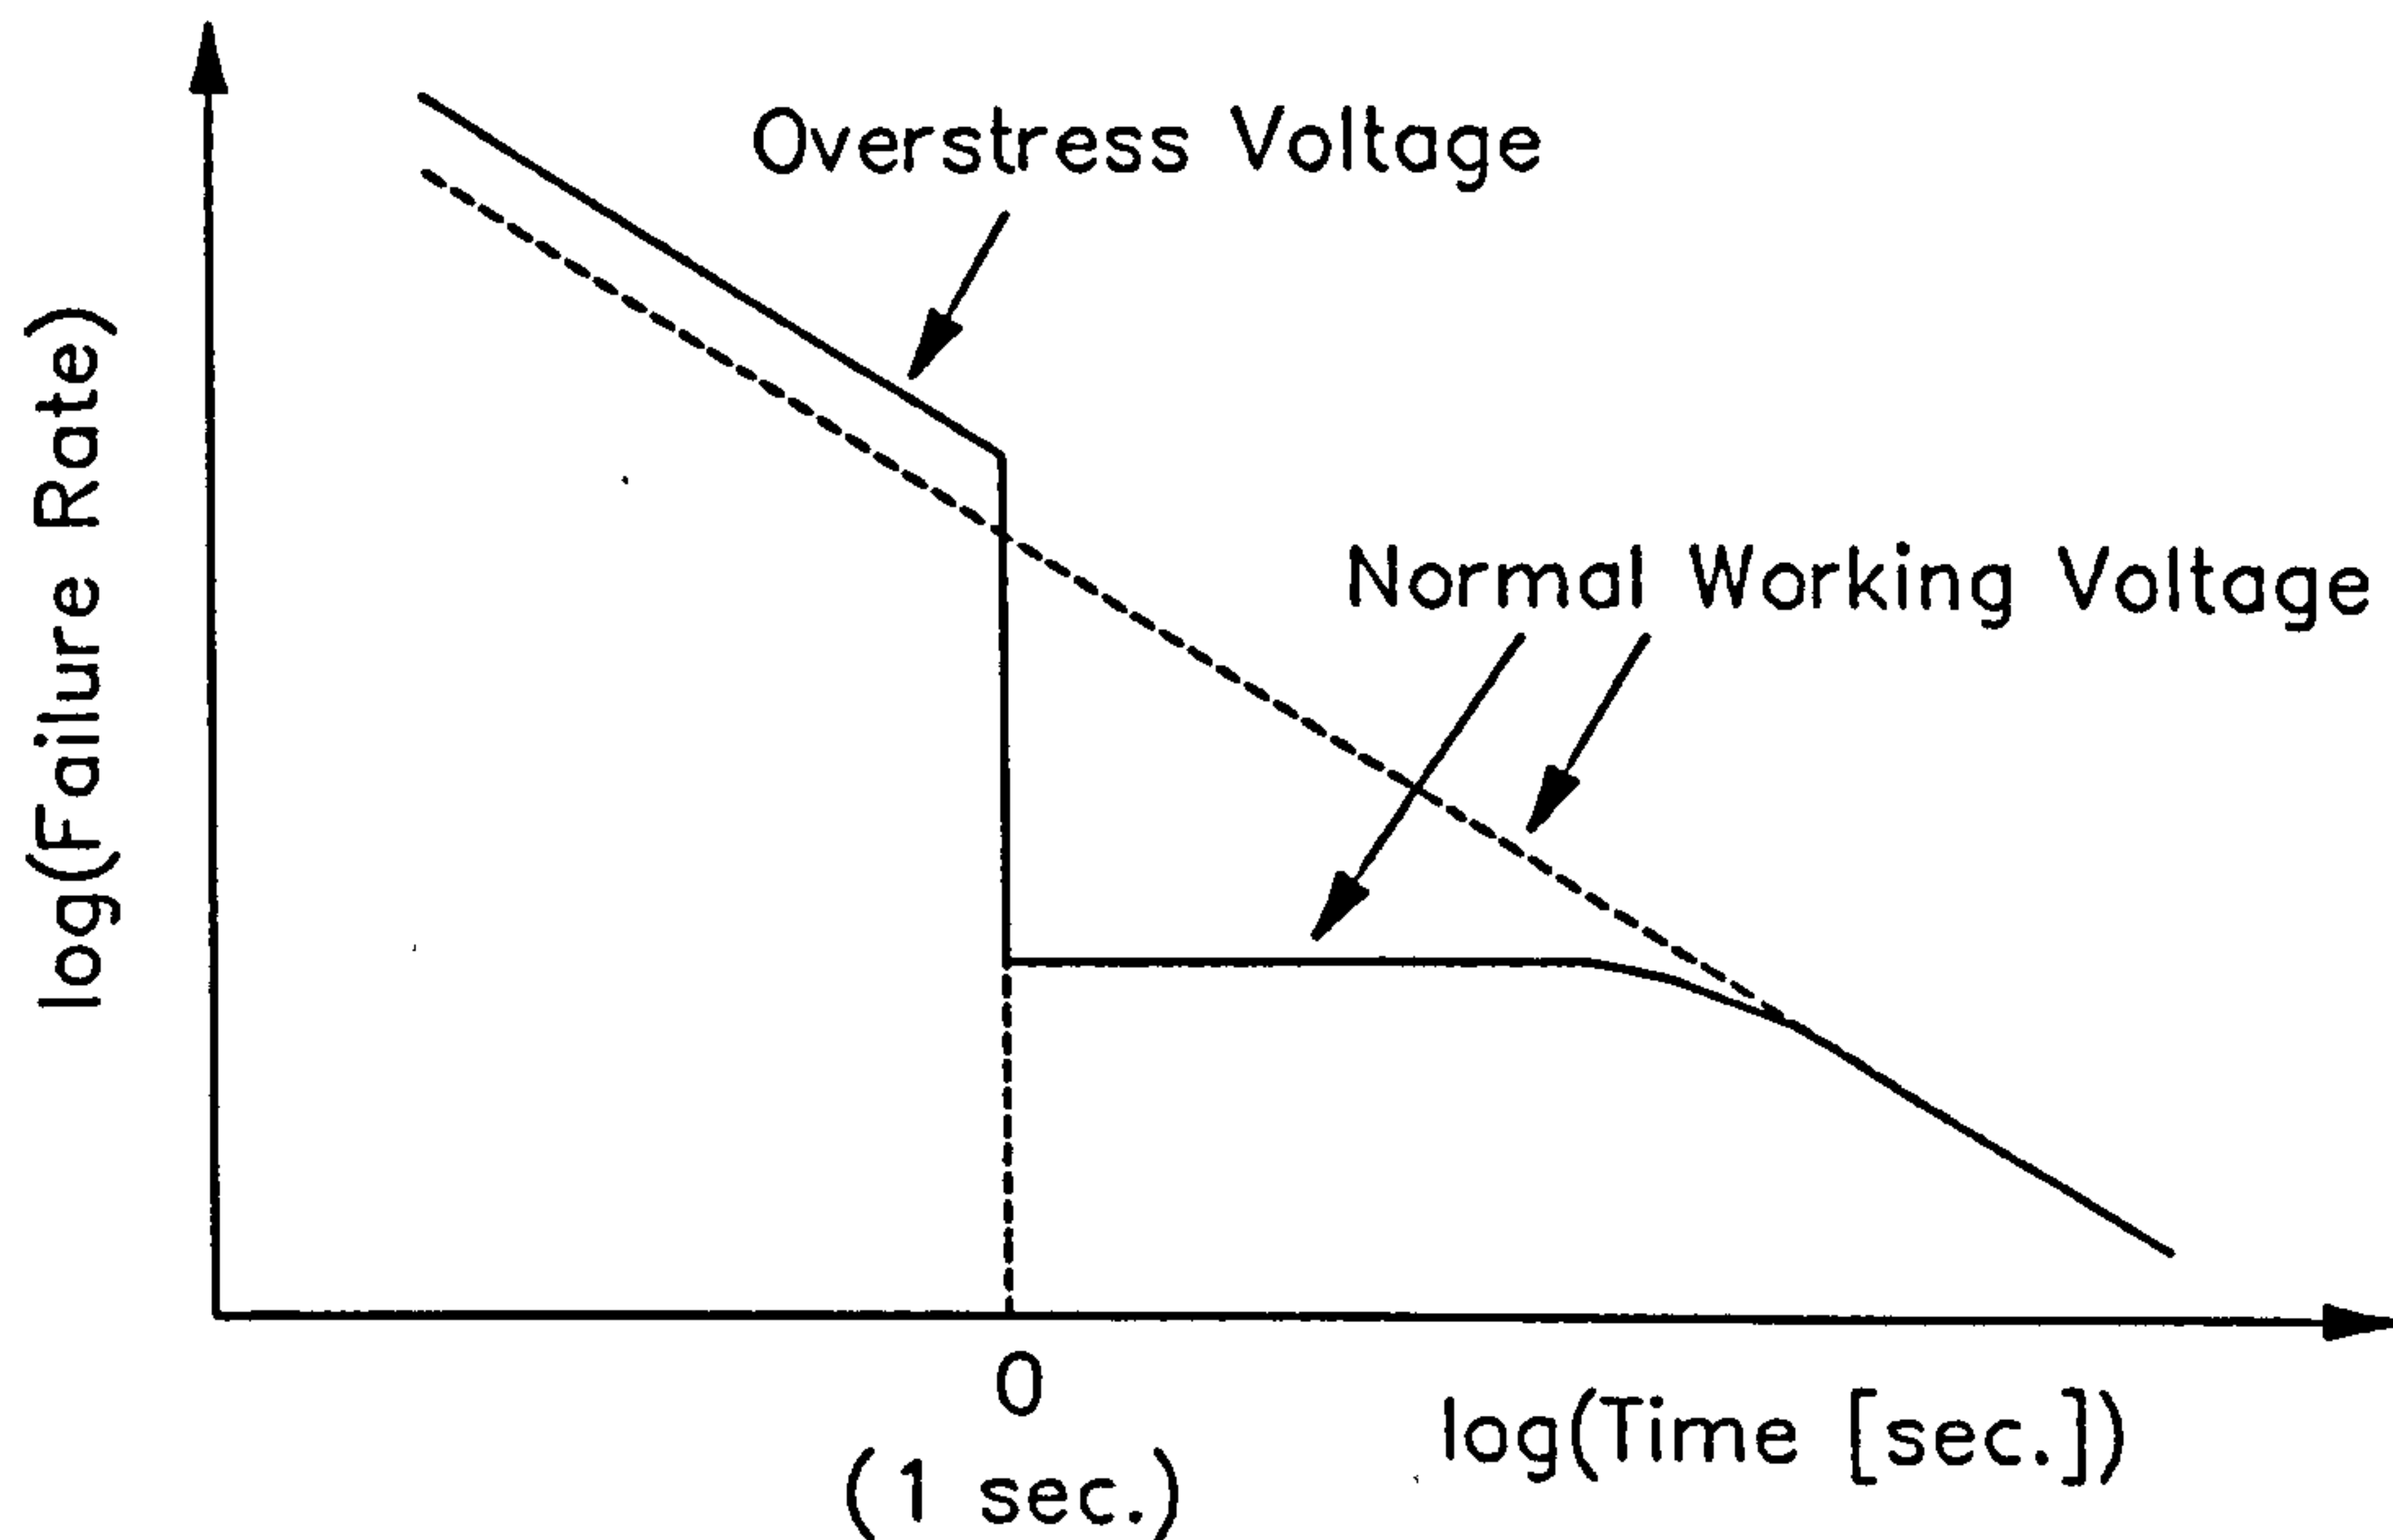 Overstress Voltage
Normal Working Voltage
log(Failure Rate)
0
(1 sec.)
log(Time [sec.])